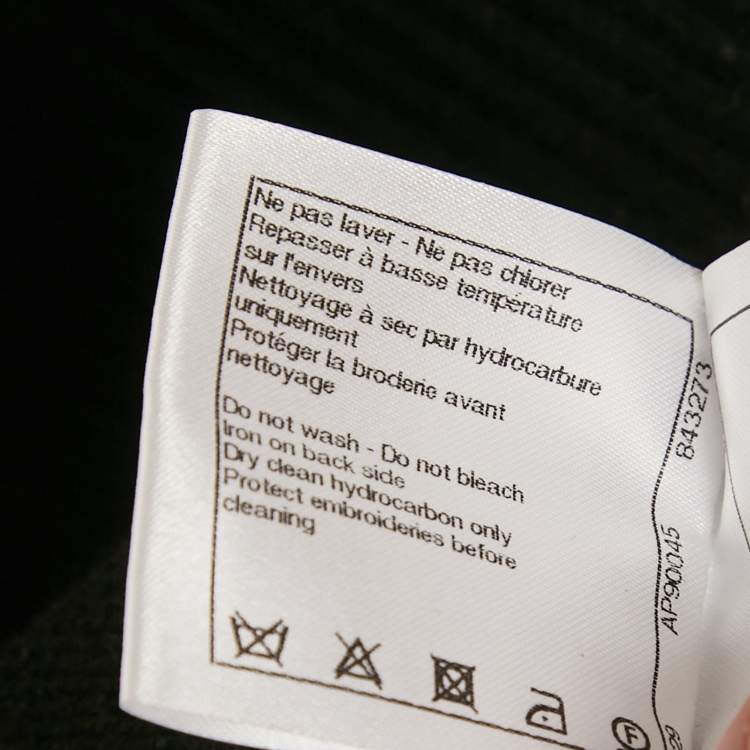 Ne pas laver - Ne pas chlorer
Repasser à basse température
sur l'envers
Nettoyage à sec par hydrocarbure
uniquement
Protéger la broderie avant
nettoyage
Do not wash - Do not bleach
Iron on back side
Dry clean hydrocarbon only
Protect embroideries before
cleaning
F
843273
AP90045